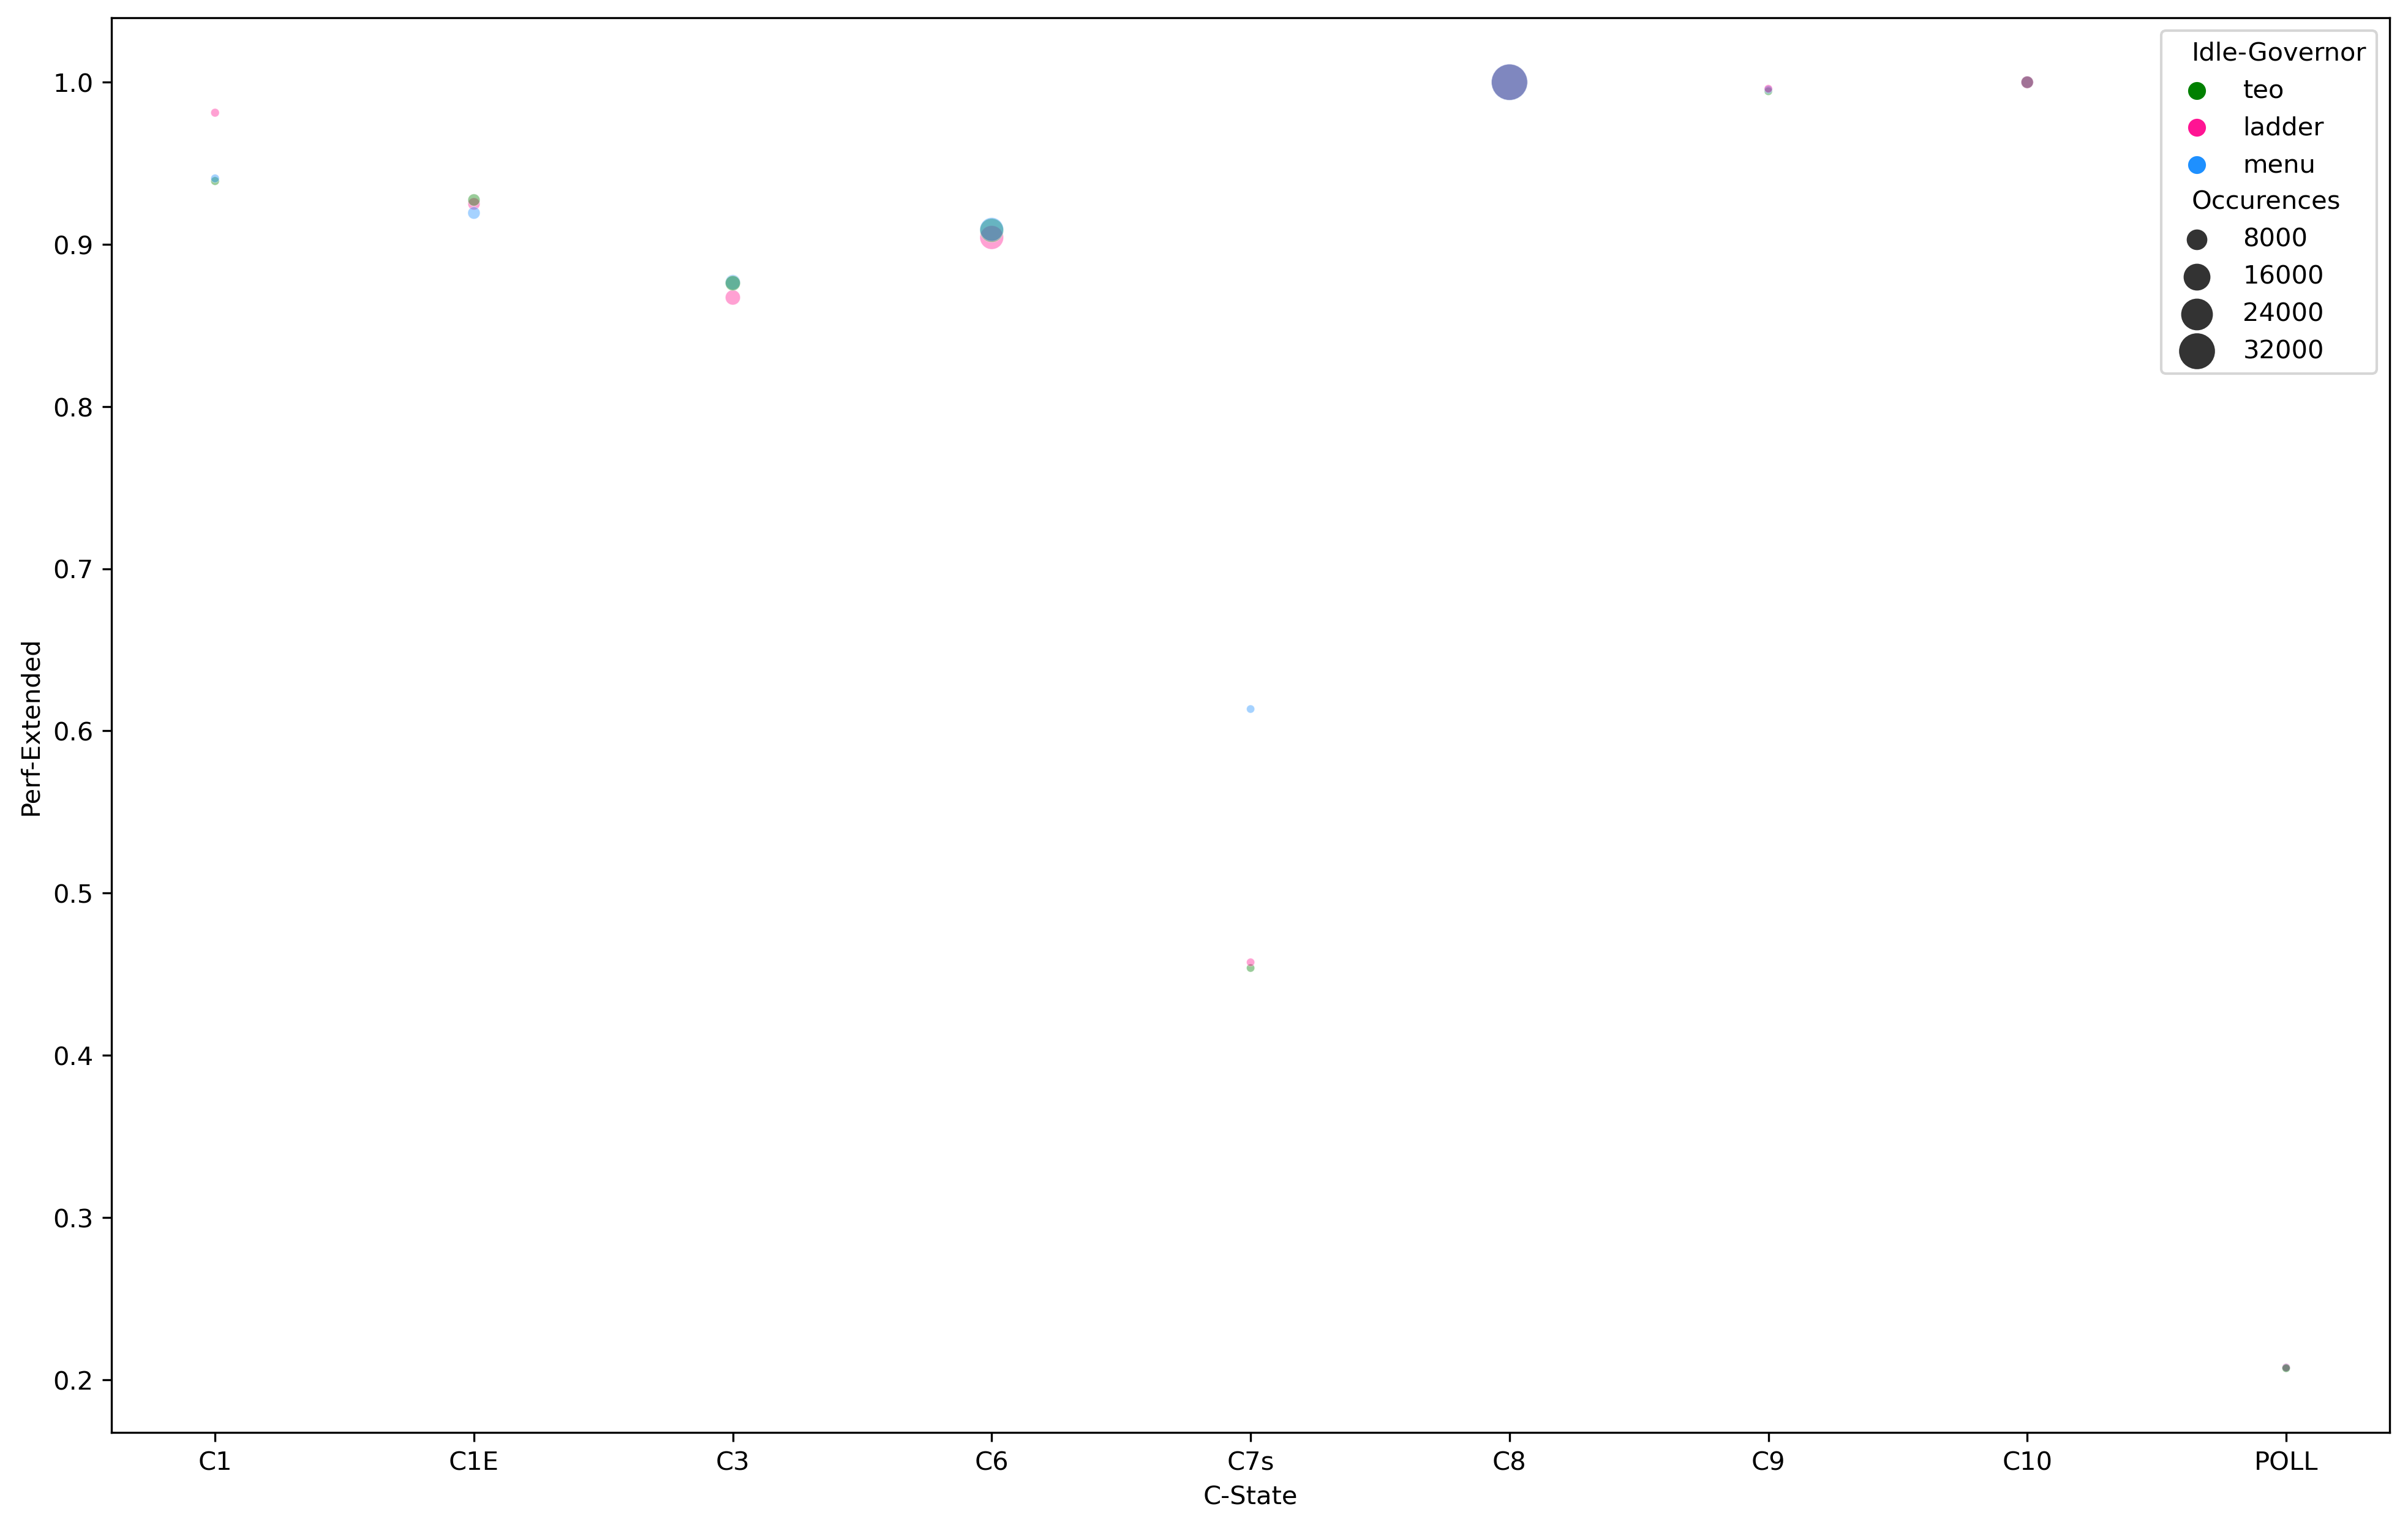 Idle-Governor
teo
ladder
menu
Occurences
8000
16000
24000
32000
Perf-Extended
1.0
0.9
0.8
0.7
0.6
0.5
0.4
0.3
0.2
C1 C1E C3 C6 C7s C8 C9 C10 POLL
C-State